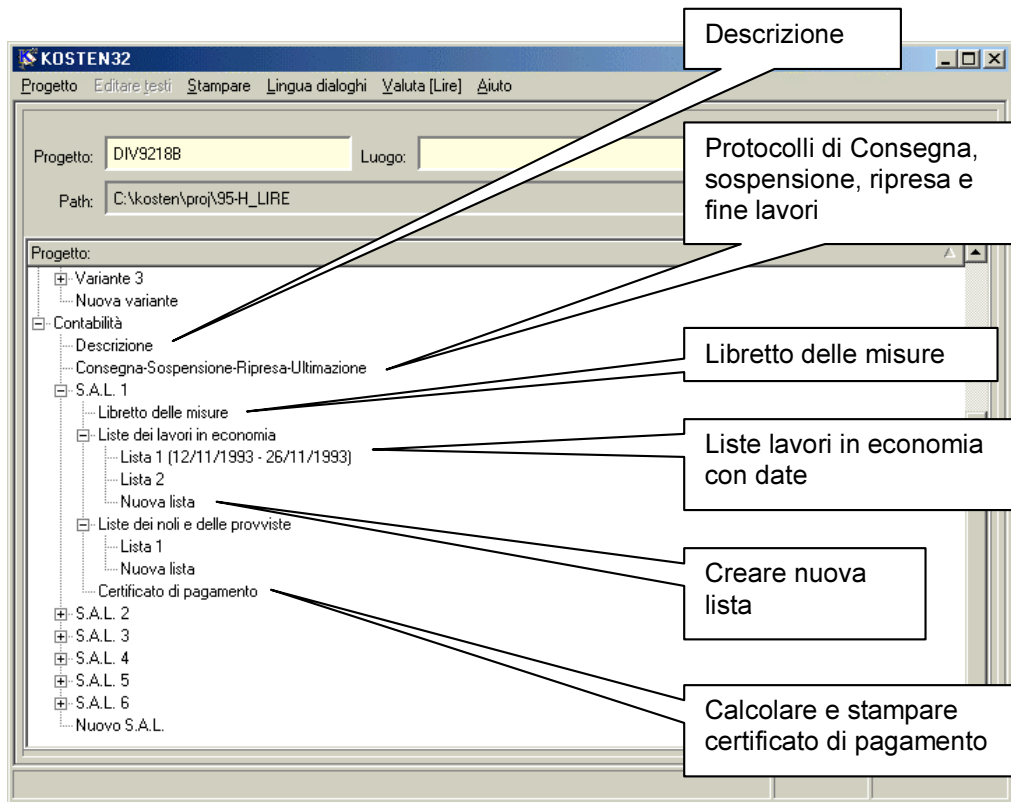 Descrizione
KOSTEN32
Progetto Editare testi Stampare Lingua dialoghi Valuta [Lire] Aiuto
Progetto: DIV9218B Luogo:
Protocolli di Consegna,
sospensione, ripresa e
fine lavori
Path: C:\kosten\proj\95-H_LIRE
Progetto:
Variante 3
Nuova variante
Contabilità
Descrizione
Consegna-Sospensione-Ripresa-Ultimazione
Libretto delle misure
S.A.L. 1
Libretto delle misure
Liste dei lavori in economia
Liste lavori in economia
con date
Lista 1 (12/11/1993 - 26/11/1993)
Lista 2
Nuova lista
Liste dei noli e delle provviste
Lista 1
Nuova lista
Creare nuova
lista
Certificato di pagamento
S.A.L. 2
S.A.L. 3
S.A.L. 4
S.A.L. 5
S.A.L. 6
Nuovo S.A.L.
Calcolare e stampare
certificato di pagamento